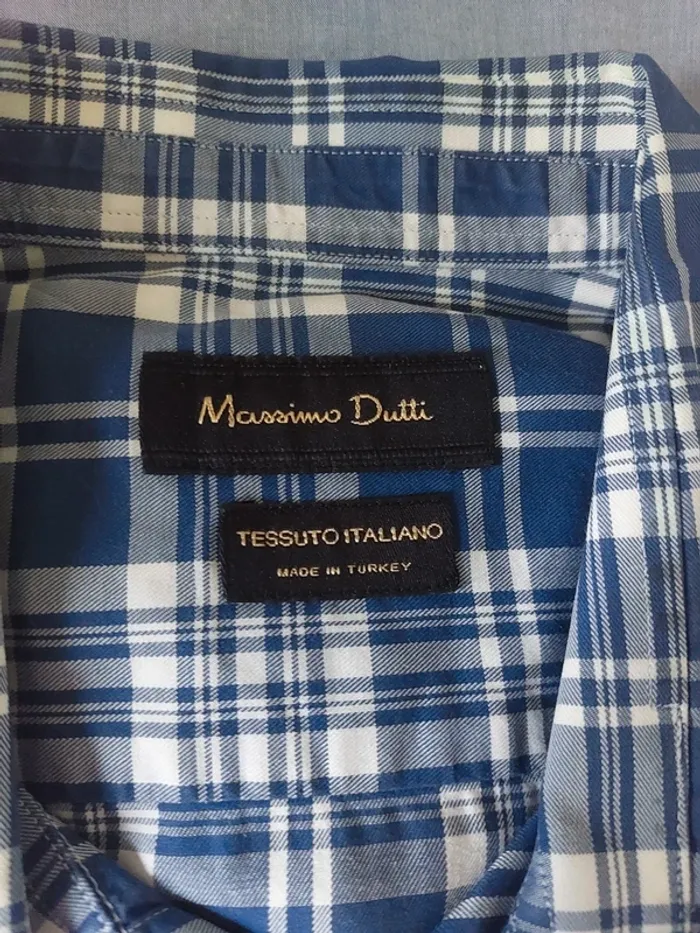 Massimo Dutti
TESSUTO ITALIANO
MADE IN TURKEY